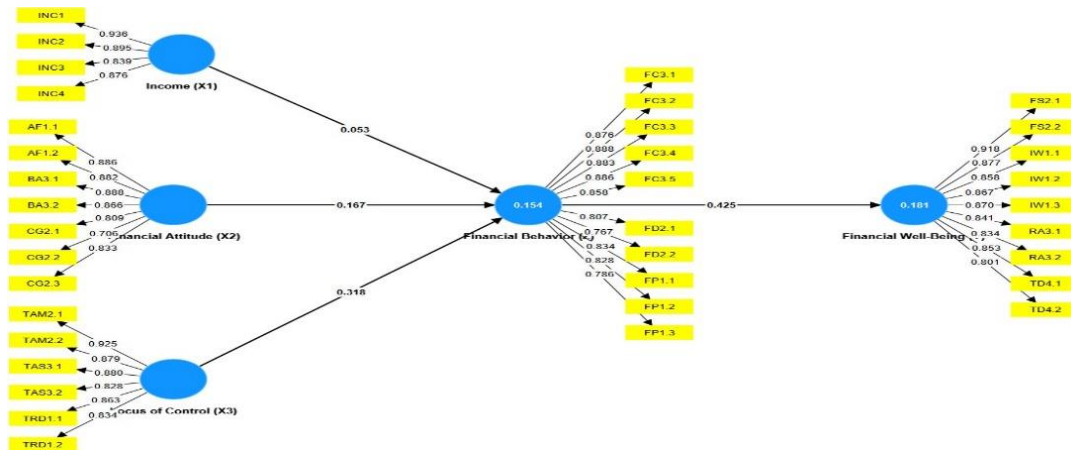 INC1
INC2
INC3
INC4
0.936
0.895
0.839
0.876
Income (X1)
AF1.1
AF1.2
BA3.1
BA3.2
CG2.1
CG2.2
CG2.3
0.886
0.882
0.888
0.866
0.809
0.706
0.833
Financial Attitude (X2)
TAM2.1
TAM2.2
TAS3.1
TAS3.2
TRD1.1
TRD1.2
0.925
0.879
0.880
0.828
0.863
0.834
ocus of Control (X3)
0.053
0.167
0.318
FC3.1
FC3.2
FC3.3
FC3.4
FC3.5
FD2.1
FD2.2
FP1.1
FP1.2
FP1.3
0.876
0.888
0.883
0.886
0.858
0.154
Financial Behavior
0.807
0.767
0.834
0.828
0.786
0.425
FS2.1
FS2.2
IW1.1
IW1.2
IW1.3
RA3.1
RA3.2
TD4.1
TD4.2
0.918
0.877
0.858
0.867
0.870
0.841
0.834
0.853
0.801
0.181
Financial Well-Being